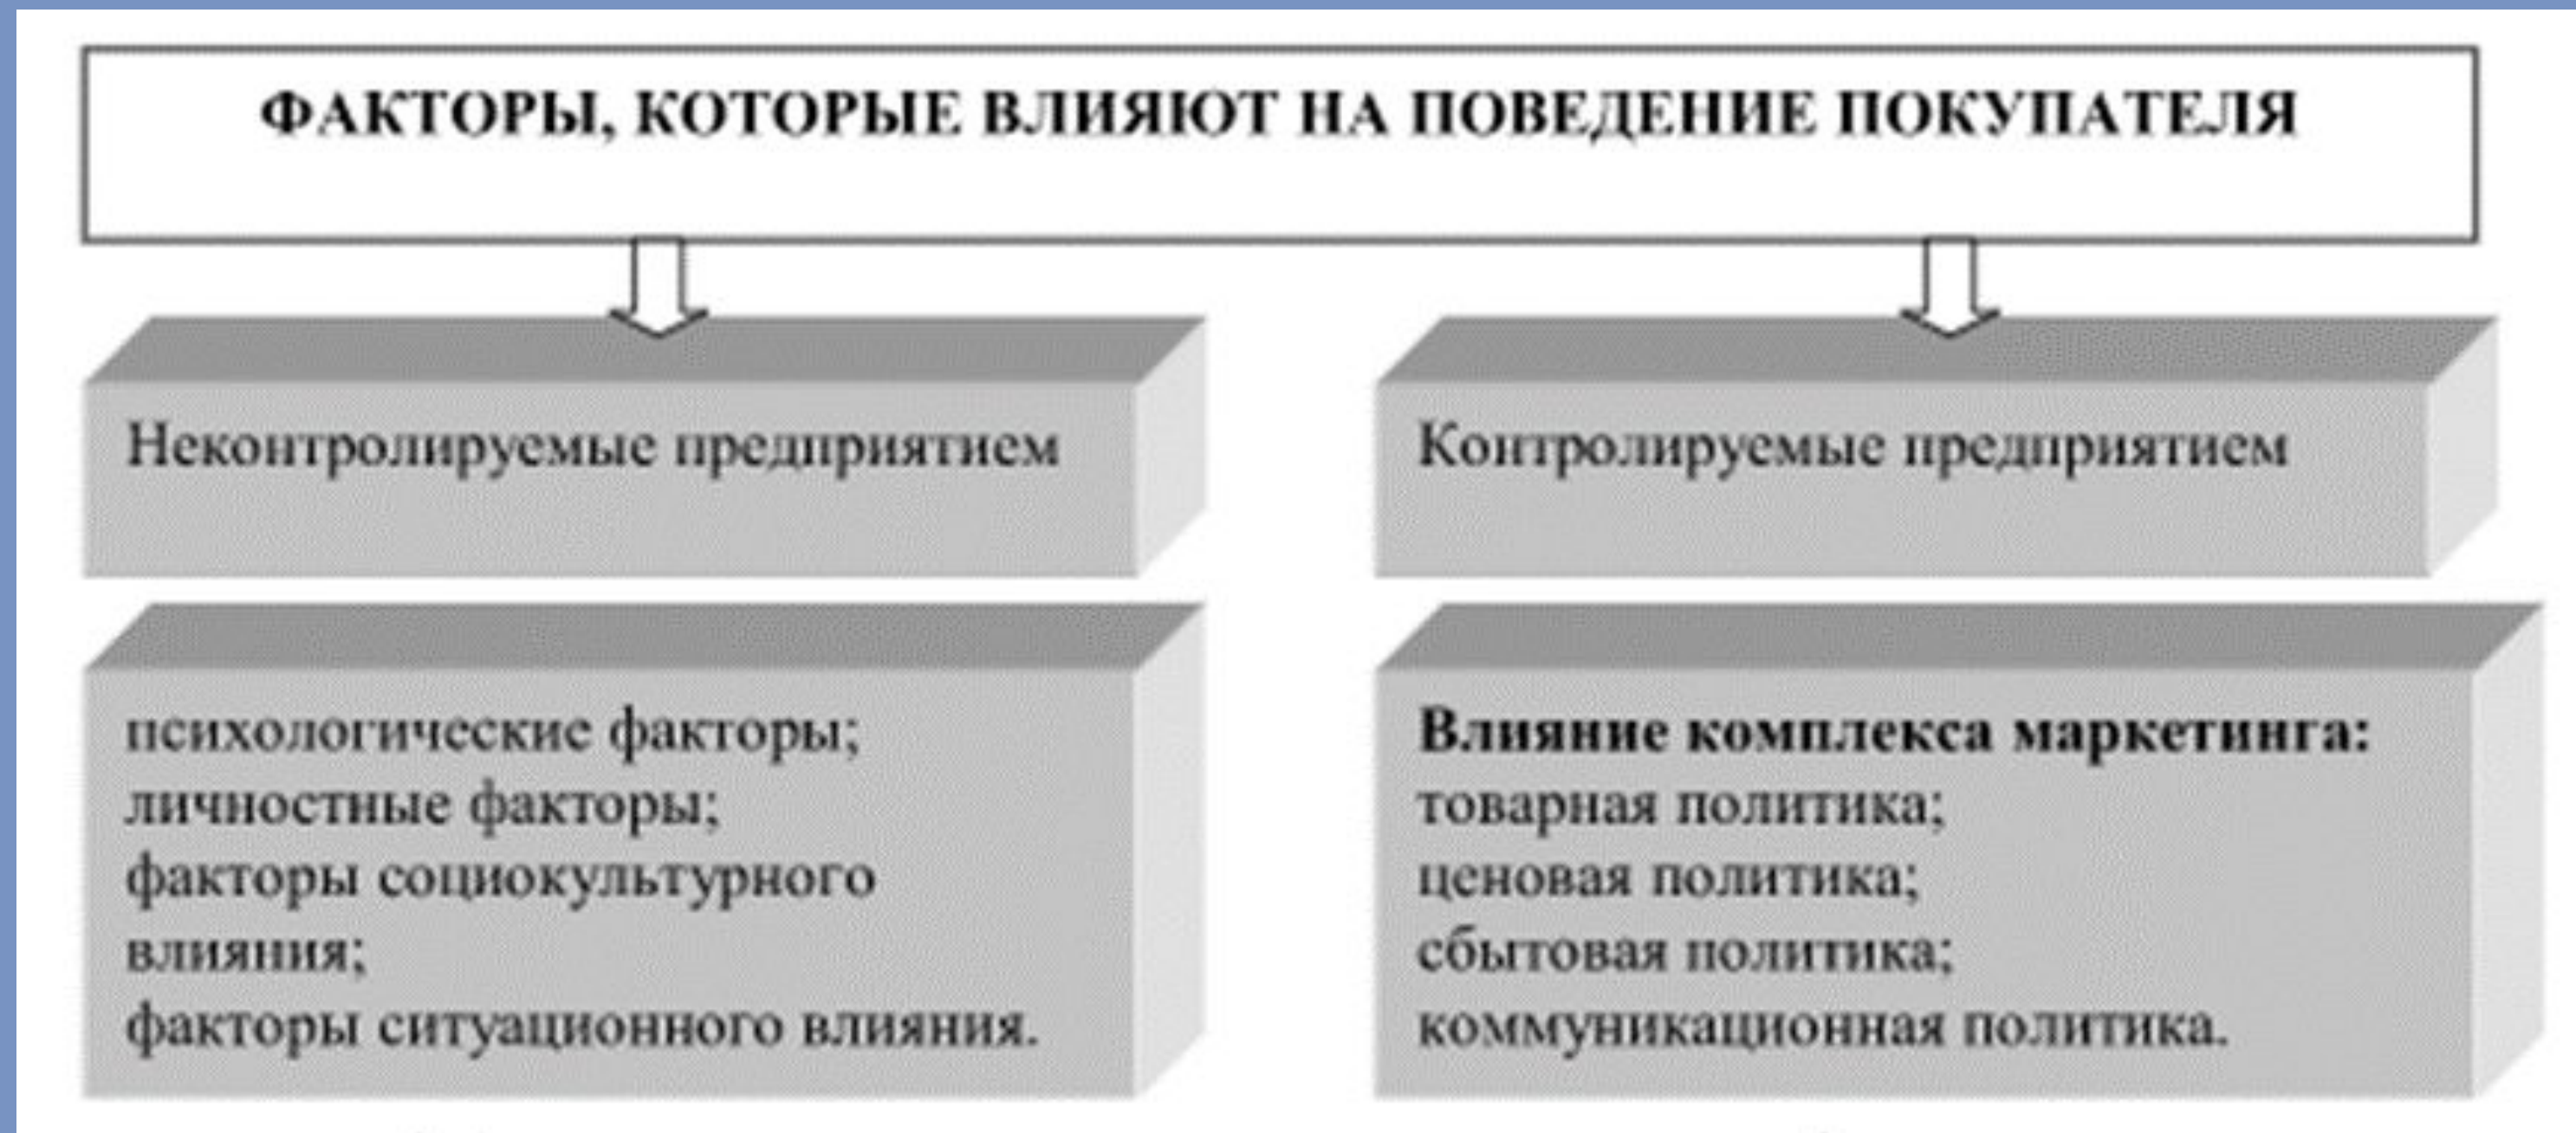 ФАКТОРЫ, КОТОРЫЕ ВЛИЯЮТ НА ПОВЕДЕНИЕ ПОКУПАТЕЛЯ
Неконтролируемые предприятием
Контролируемые предприятием
психологические факторы;
личностные факторы;
факторы социокультурного
влияния;
факторы ситуационного влияния.
Влияние комплекса маркетинга:
товарная политика;
ценовая политика;
сбытовая политика;
коммуникационная политика.